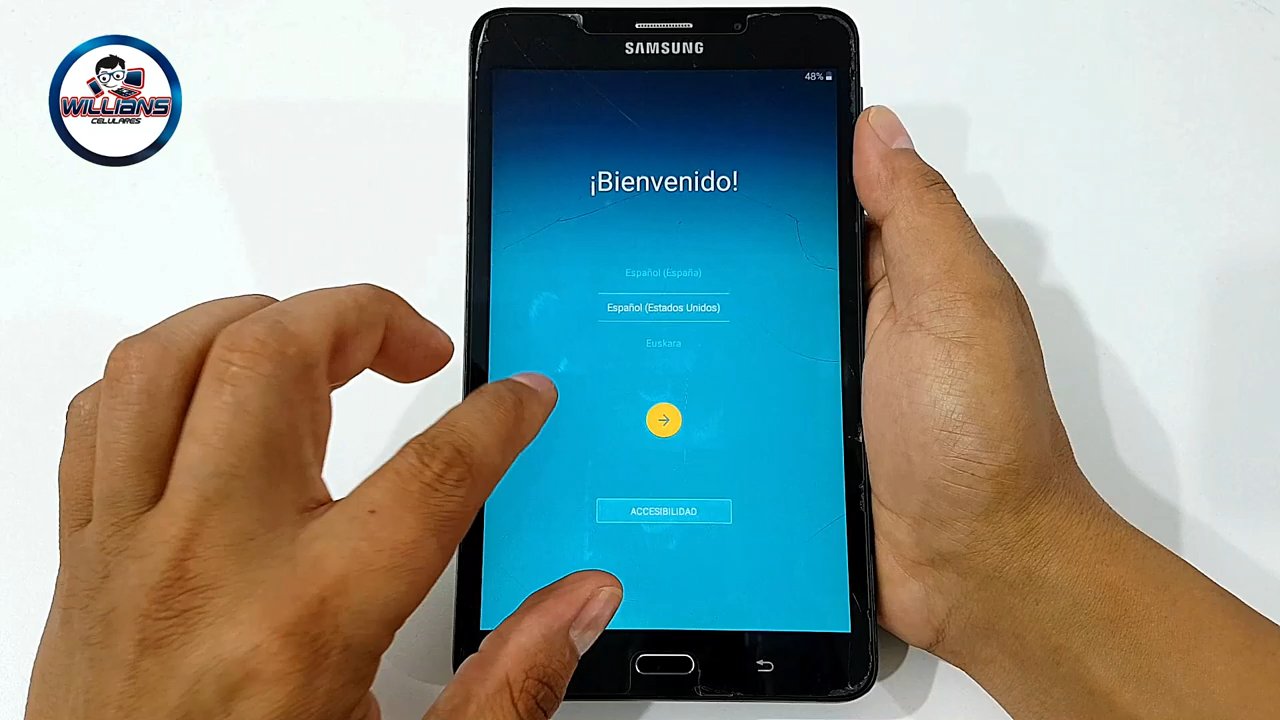 WILLIANS
CELULARES
SAMSUNG
48%
¡Bienvenido!
Español (España)
Español (Estados Unidos)
Euskara
ACCESIBILIDAD